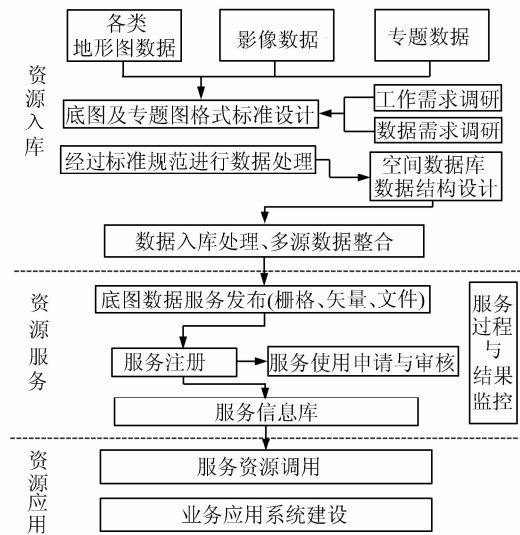 各类
地形图数据
影像数据
专题数据
资源入库
底图及专题图格式标准设计
工作需求调研
数据需求调研
经过标准规范进行数据处理
空间数据库
数据结构设计
数据入库处理、多源数据整合
资源服务
底图数据服务发布(栅格、矢量、文件)
服务注册
服务使用申请与审核
服务信息库
服务
过程
与
结果
监控
资源应用
服务资源调用
业务应用系统建设